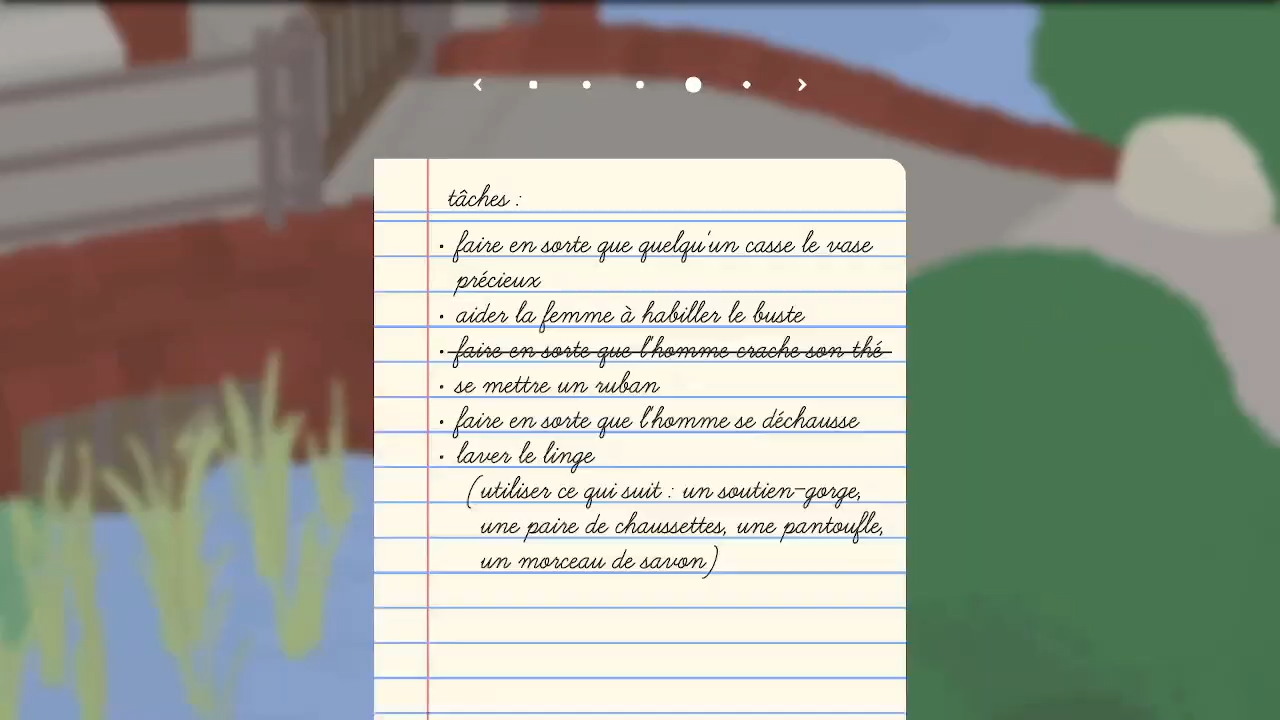 tâches :
• faire en sorte que quelqu'un casse le vase
précieux
• aider la femme à habiller le buste
• faire en sorte que l'homme crache son thé
• se mettre un ruban
• faire en sorte que l'homme se déchausse
• laver le linge
(utiliser ce qui suit : un soutien-gorge,
une paire de chaussettes, une pantoufle,
un morceau de savon)